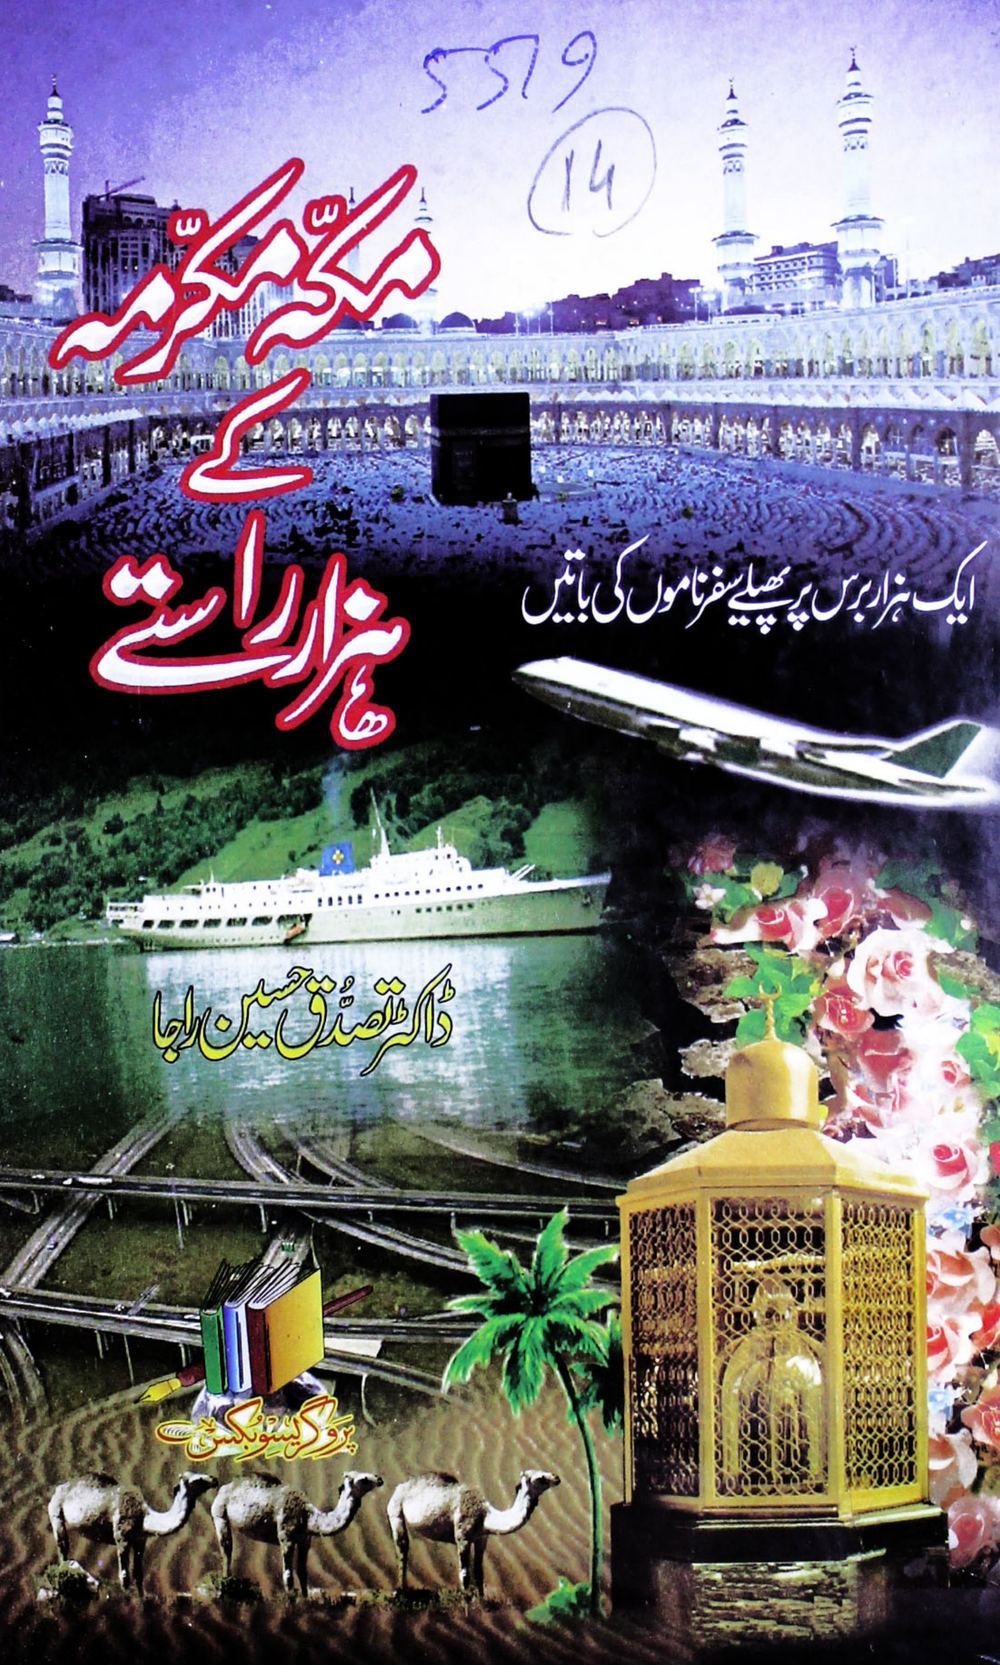 5519
14
مکّہ مکرّمہ
کے
ہزار راستے
ایک ہزار برس پر پھیلے سفرناموں کی باتیں
ڈاکٹر تصدُّق حسین راجا
پروگریسو بکس